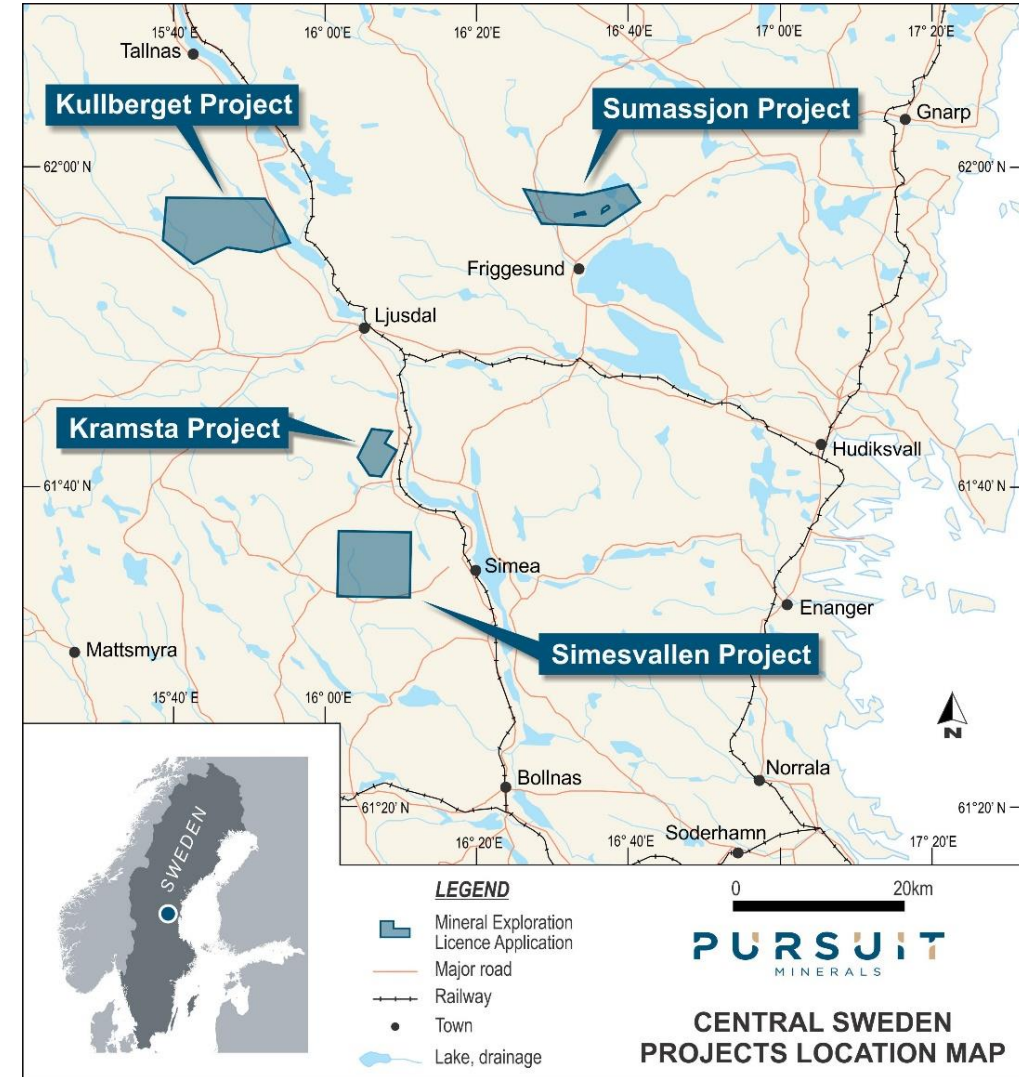 15°40' E
16°00'E
16°20'E
16°40'E
17°00'E
17°20'E
Tallnas
Kullberget Project
Sumassjon Project
Gnarp
62°00' N
62°00' N
Friggesund
Ljusdal
Kramsta Project
Hudiksvall
61°40' N
61°40' N
Simea
Enanger
Mattsmyra
Simesvallen Project
15°40' E
16°00'E
N
Norrala
Bollnas
61°20' N
61°20' N
Soderhamn
16°20'E
16°40'E
17°20'E
SWEDEN
LEGEND
Mineral Exploration
Licence Application
Major road
Railway
Town
Lake, drainage
0 20km
PURSUIT
MINERALS
CENTRAL SWEDEN
PROJECTS LOCATION MAP